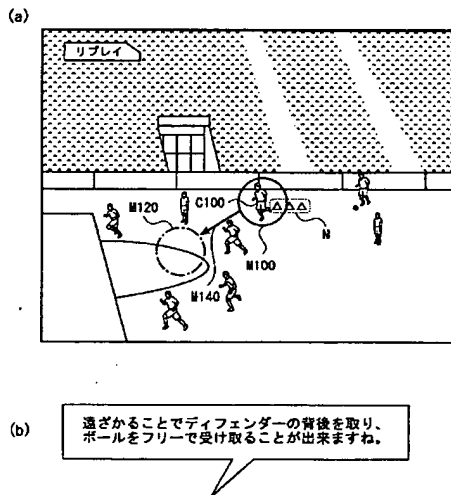 (a)
リプレイ
M120
C100
N
M100
M140
(b)
遠ざかることでディフェンダーの背後を取り、
ボールをフリーで受け取ることが出来ますね。